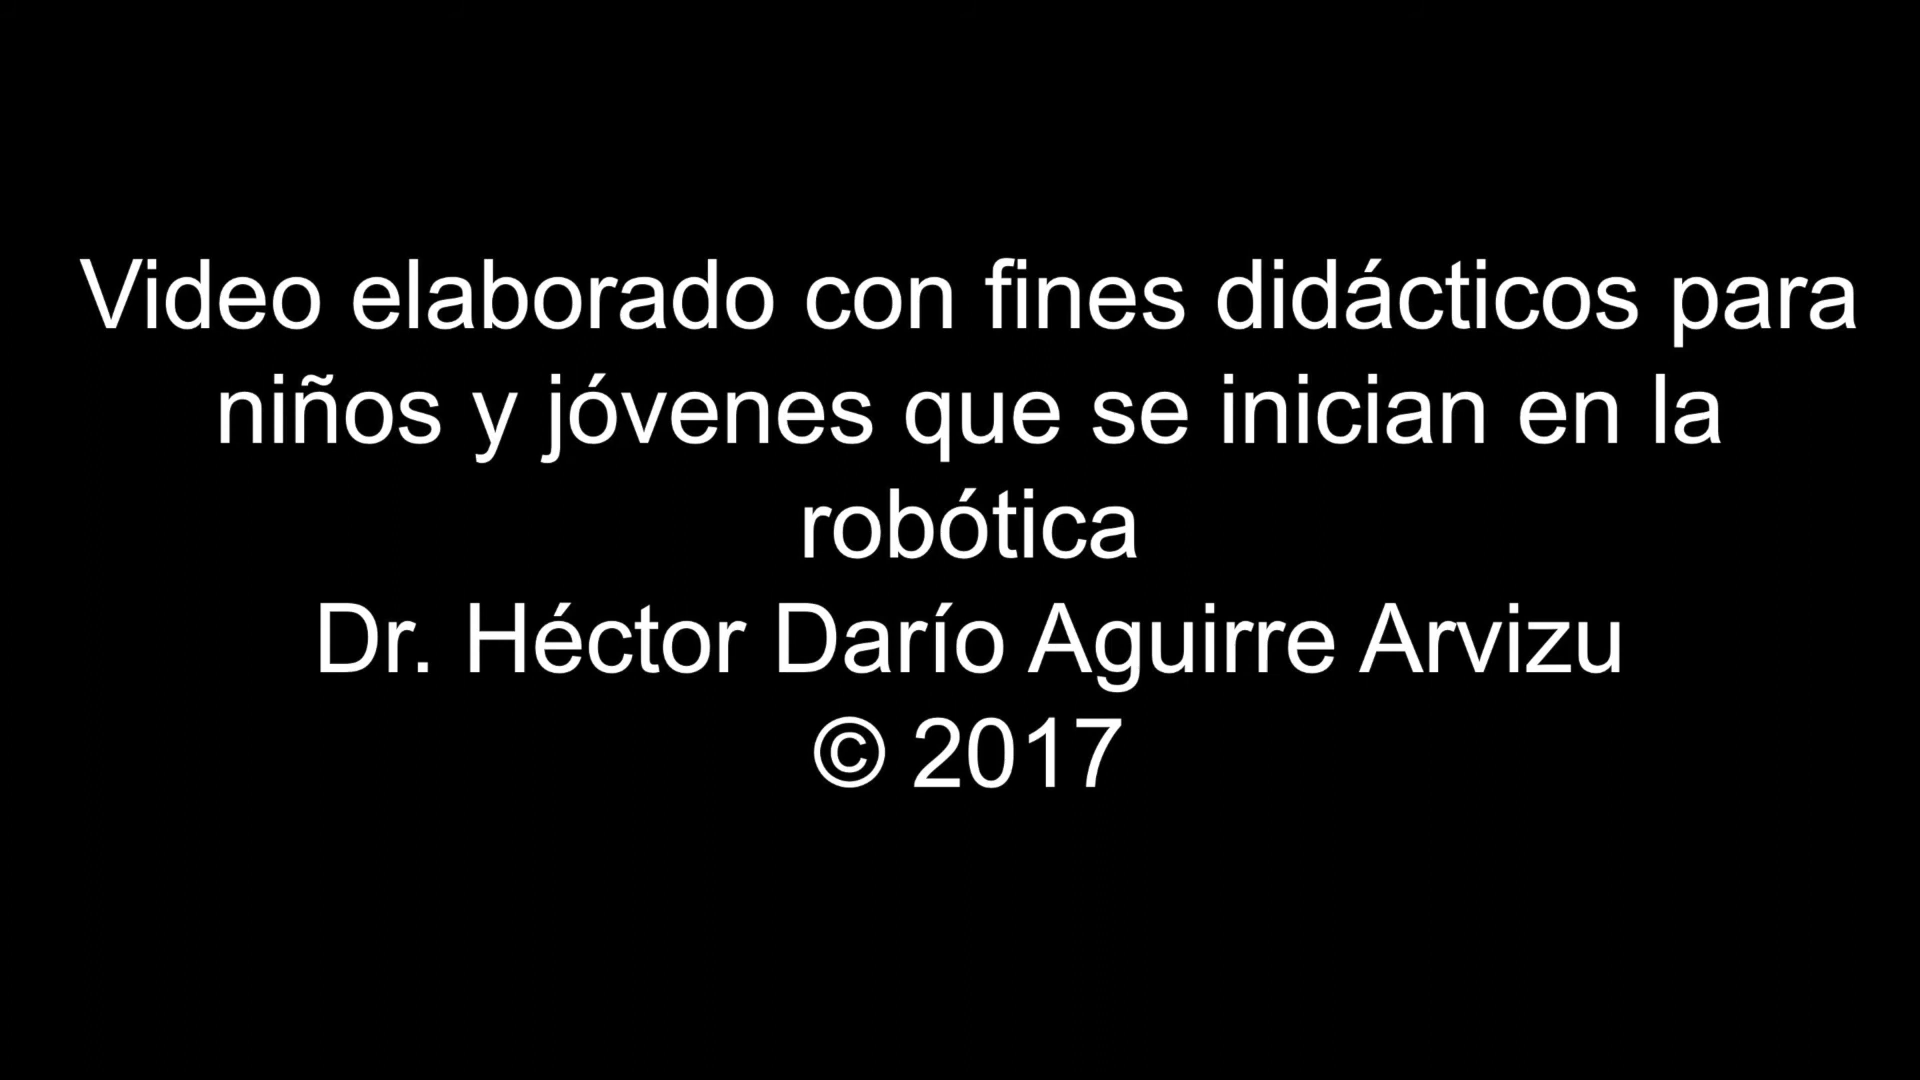 Video elaborado con fines didácticos para
niños y jóvenes que se inician en la
robótica
Dr. Héctor Darío Aguirre Arvizu
© 2017